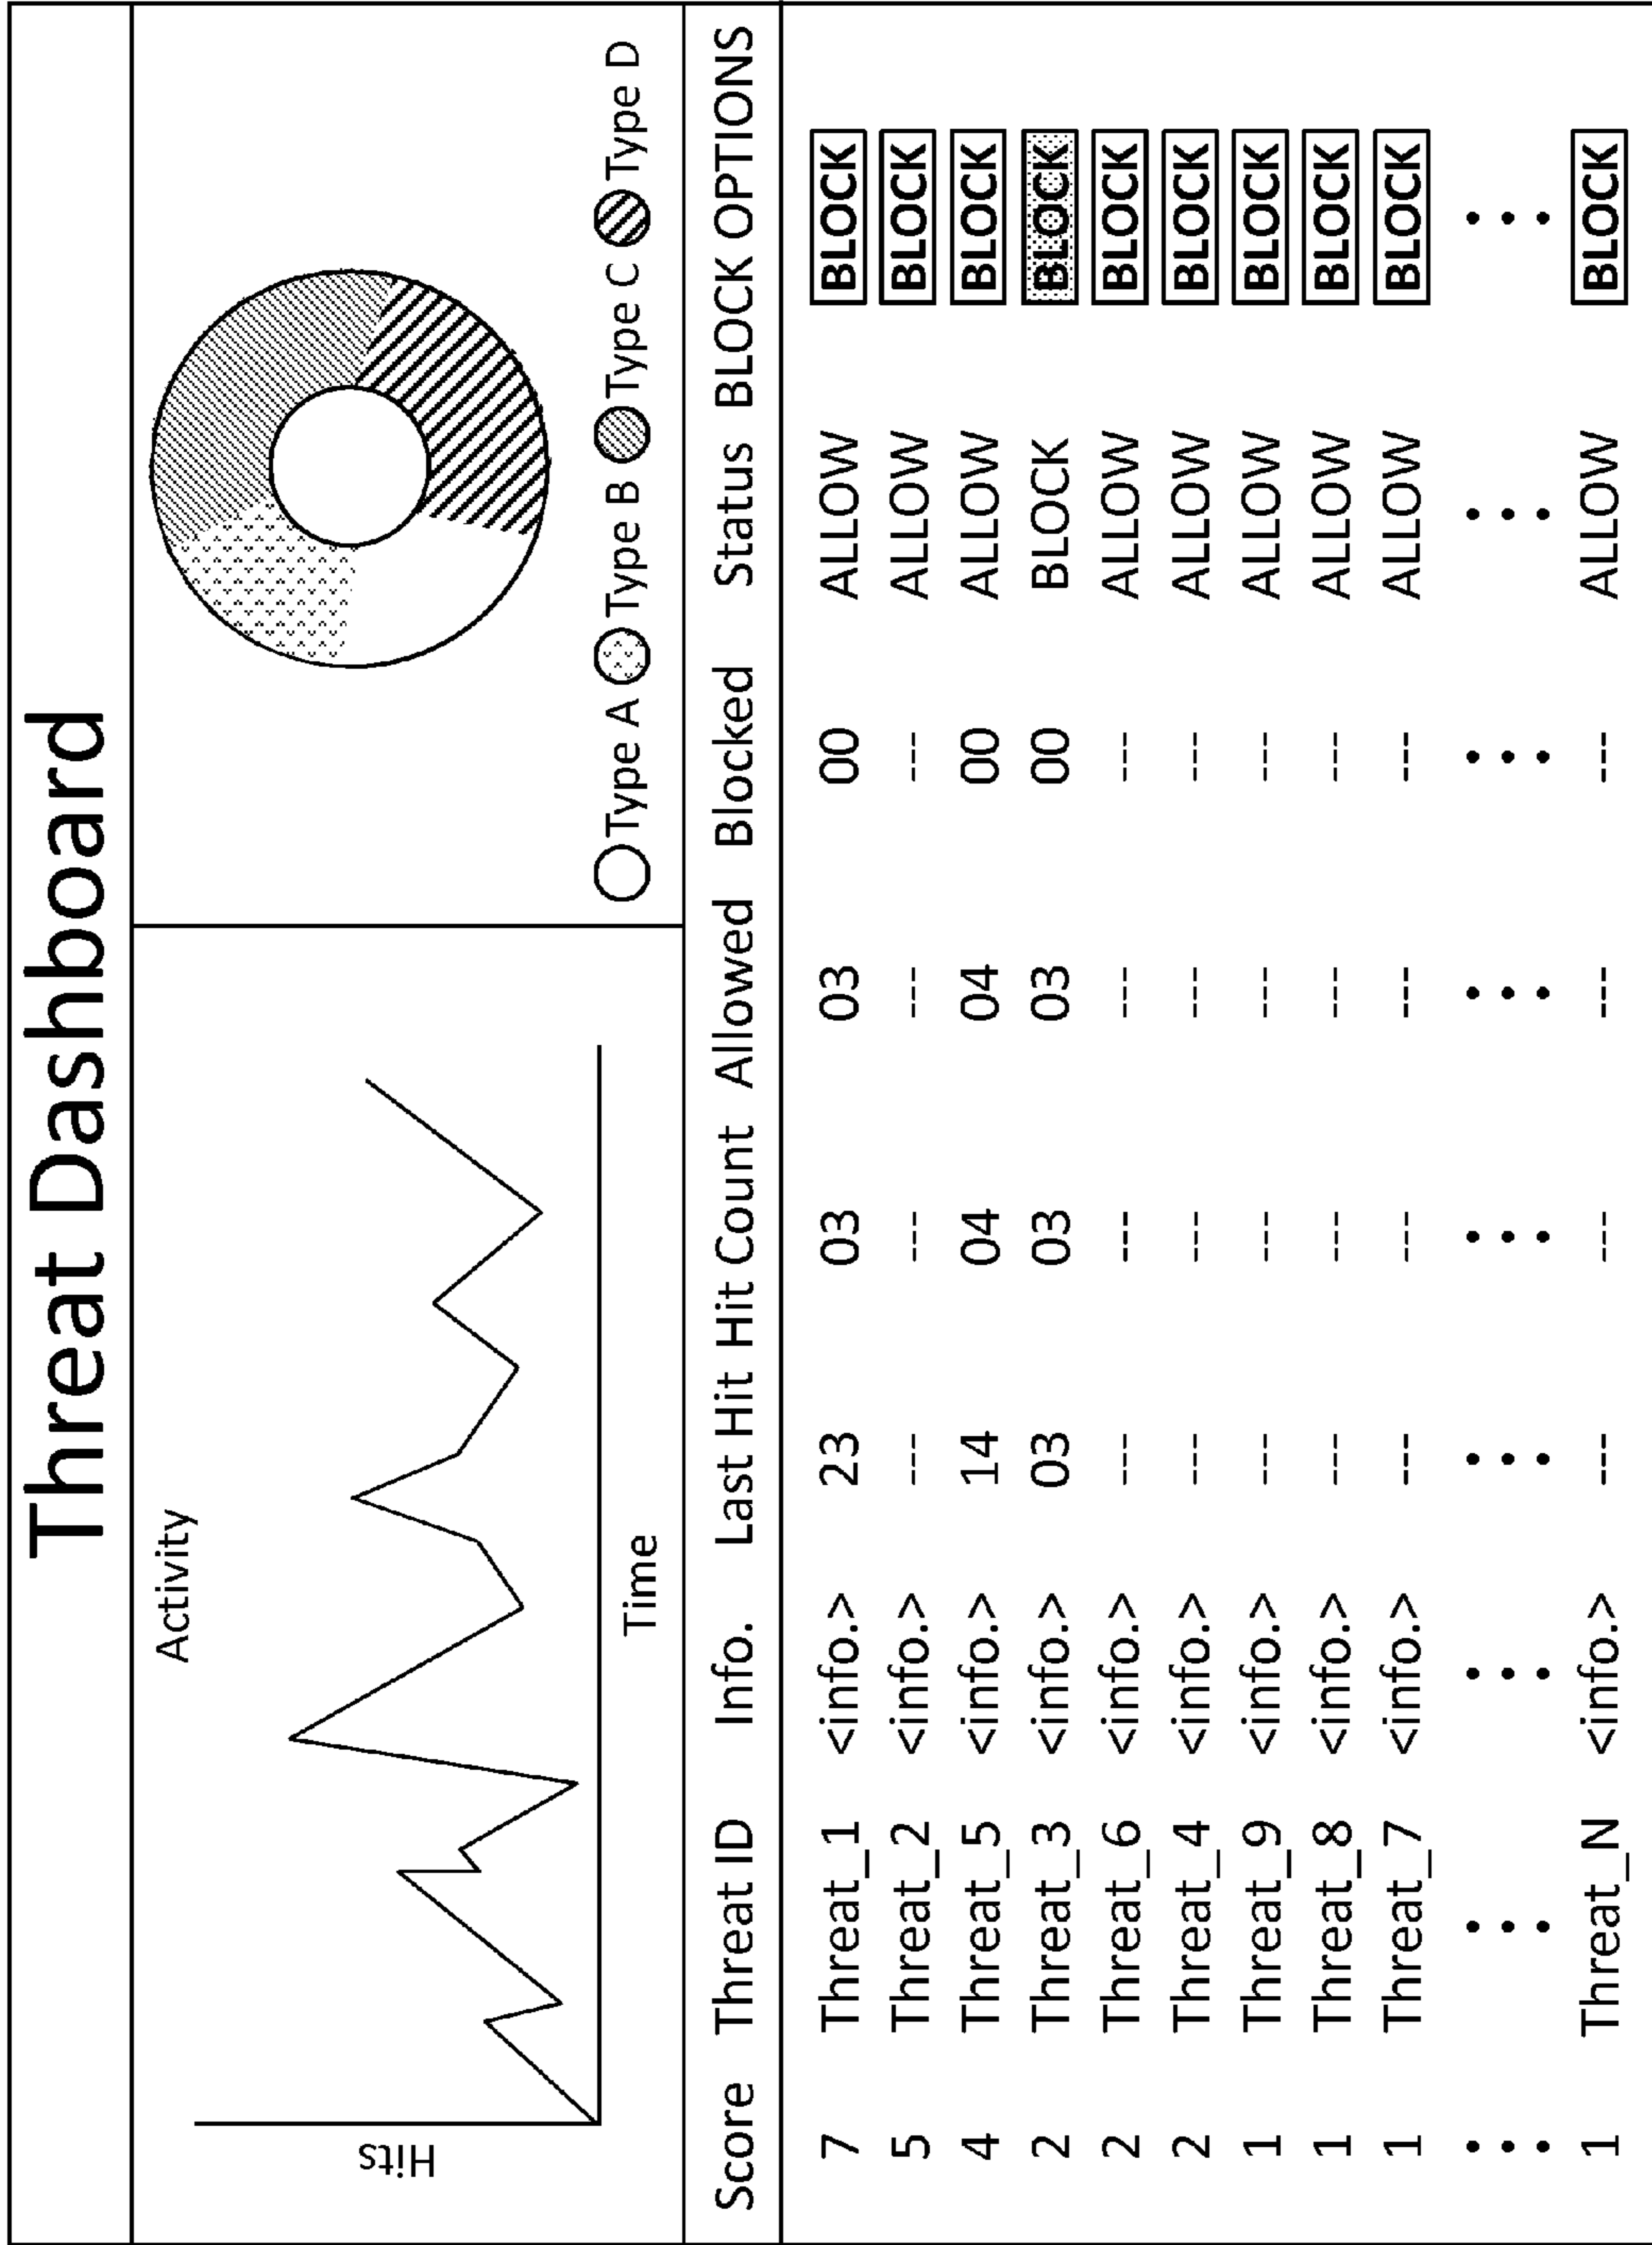 Threat Dashboard
Activity
Hits
Time
Type A Type B Type C Type D
Score Threat ID Info. Last Hit Hit Count Allowed Blocked Status BLOCK OPTIONS
7 Threat_1 <info.> 23 03 03 00 ALLOW BLOCK
5 Threat_2 <info.> --- --- --- --- ALLOW BLOCK
4 Threat_5 <info.> 14 04 04 00 ALLOW BLOCK
2 Threat_3 <info.> 03 03 03 00 BLOCK BLOCK
2 Threat_6 <info.> --- --- --- --- ALLOW BLOCK
2 Threat_4 <info.> --- --- --- --- ALLOW BLOCK
1 Threat_9 <info.> --- --- --- --- ALLOW BLOCK
1 Threat_8 <info.> --- --- --- --- ALLOW BLOCK
1 Threat_7 <info.> --- --- --- --- ALLOW BLOCK
1 Threat_N <info.> --- --- --- --- ALLOW BLOCK